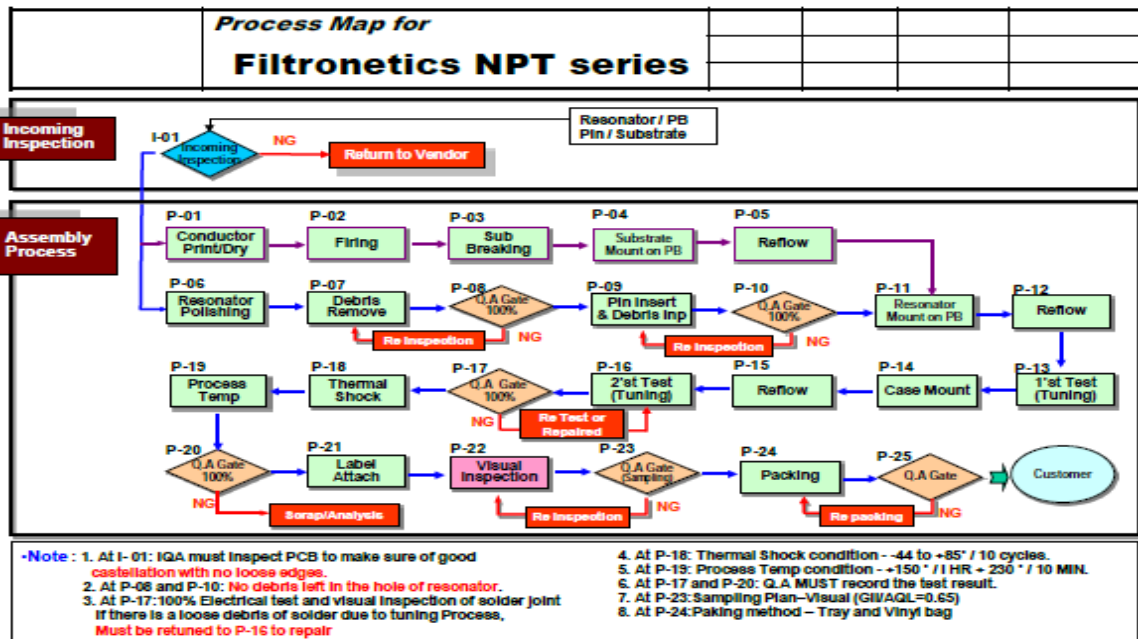 Process Map for
Filtronetics NPT series
Incoming
Inspection
I-01
Incoming
Inspection
NG
Return to Vendor
Resonator / PB
Pin / Substrate
Assembly
Process
P-01
Conductor
Print/Dry
P-02
Firing
P-03
Sub
Breaking
P-04
Substrate
Mount on PB
P-05
Reflow
P-06
Resonator
Polishing
P-07
Debris
Remove
P-08
Q.A Gate
100%
Re Inspection
NG
P-09
Pin Insert
& Debris Inp
P-10
Q.A Gate
100%
Re Inspection
NG
P-11
Resonator
Mount on PB
P-12
Reflow
P-13
1'st Test
(Tuning)
P-14
Case Mount
P-15
Reflow
P-16
2'st Test
(Tuning)
P-17
Q.A Gate
100%
NG
Re Test or
Repaired
P-18
Thermal
Shock
P-19
Process
Temp
P-20
Q.A Gate
100%
NG
Scrap/Analysis
P-21
Label
Attach
P-22
Visual
Inspection
P-23
Q.A Gate
(Sampling)
Re Inspection
NG
P-24
Packing
P-25
Q.A Gate
Re packing
NG
Customer
-Note : 1. At I- 01: IQA must inspect PCB to make sure of good
castellation with no loose edges.
2. At P-08 and P-10: No debris left in the hole of resonator.
3. At P-17:100% Electrical test and visual inspection of solder joint
If there is a loose debris of solder due to tuning Process,
Must be retuned to P-16 to repair
4. At P-18: Thermal Shock condition - -44 to +85° / 10 cycles.
5. At P-19: Process Temp condition - +150 ° / I HR + 230 ° / 10 MIN.
6. At P-17 and P-20: Q.A MUST record the test result.
7. At P-23:Sampling Plan–Visual (GII/AQL=0.65)
8. At P-24:Paking method – Tray and Vinyl bag